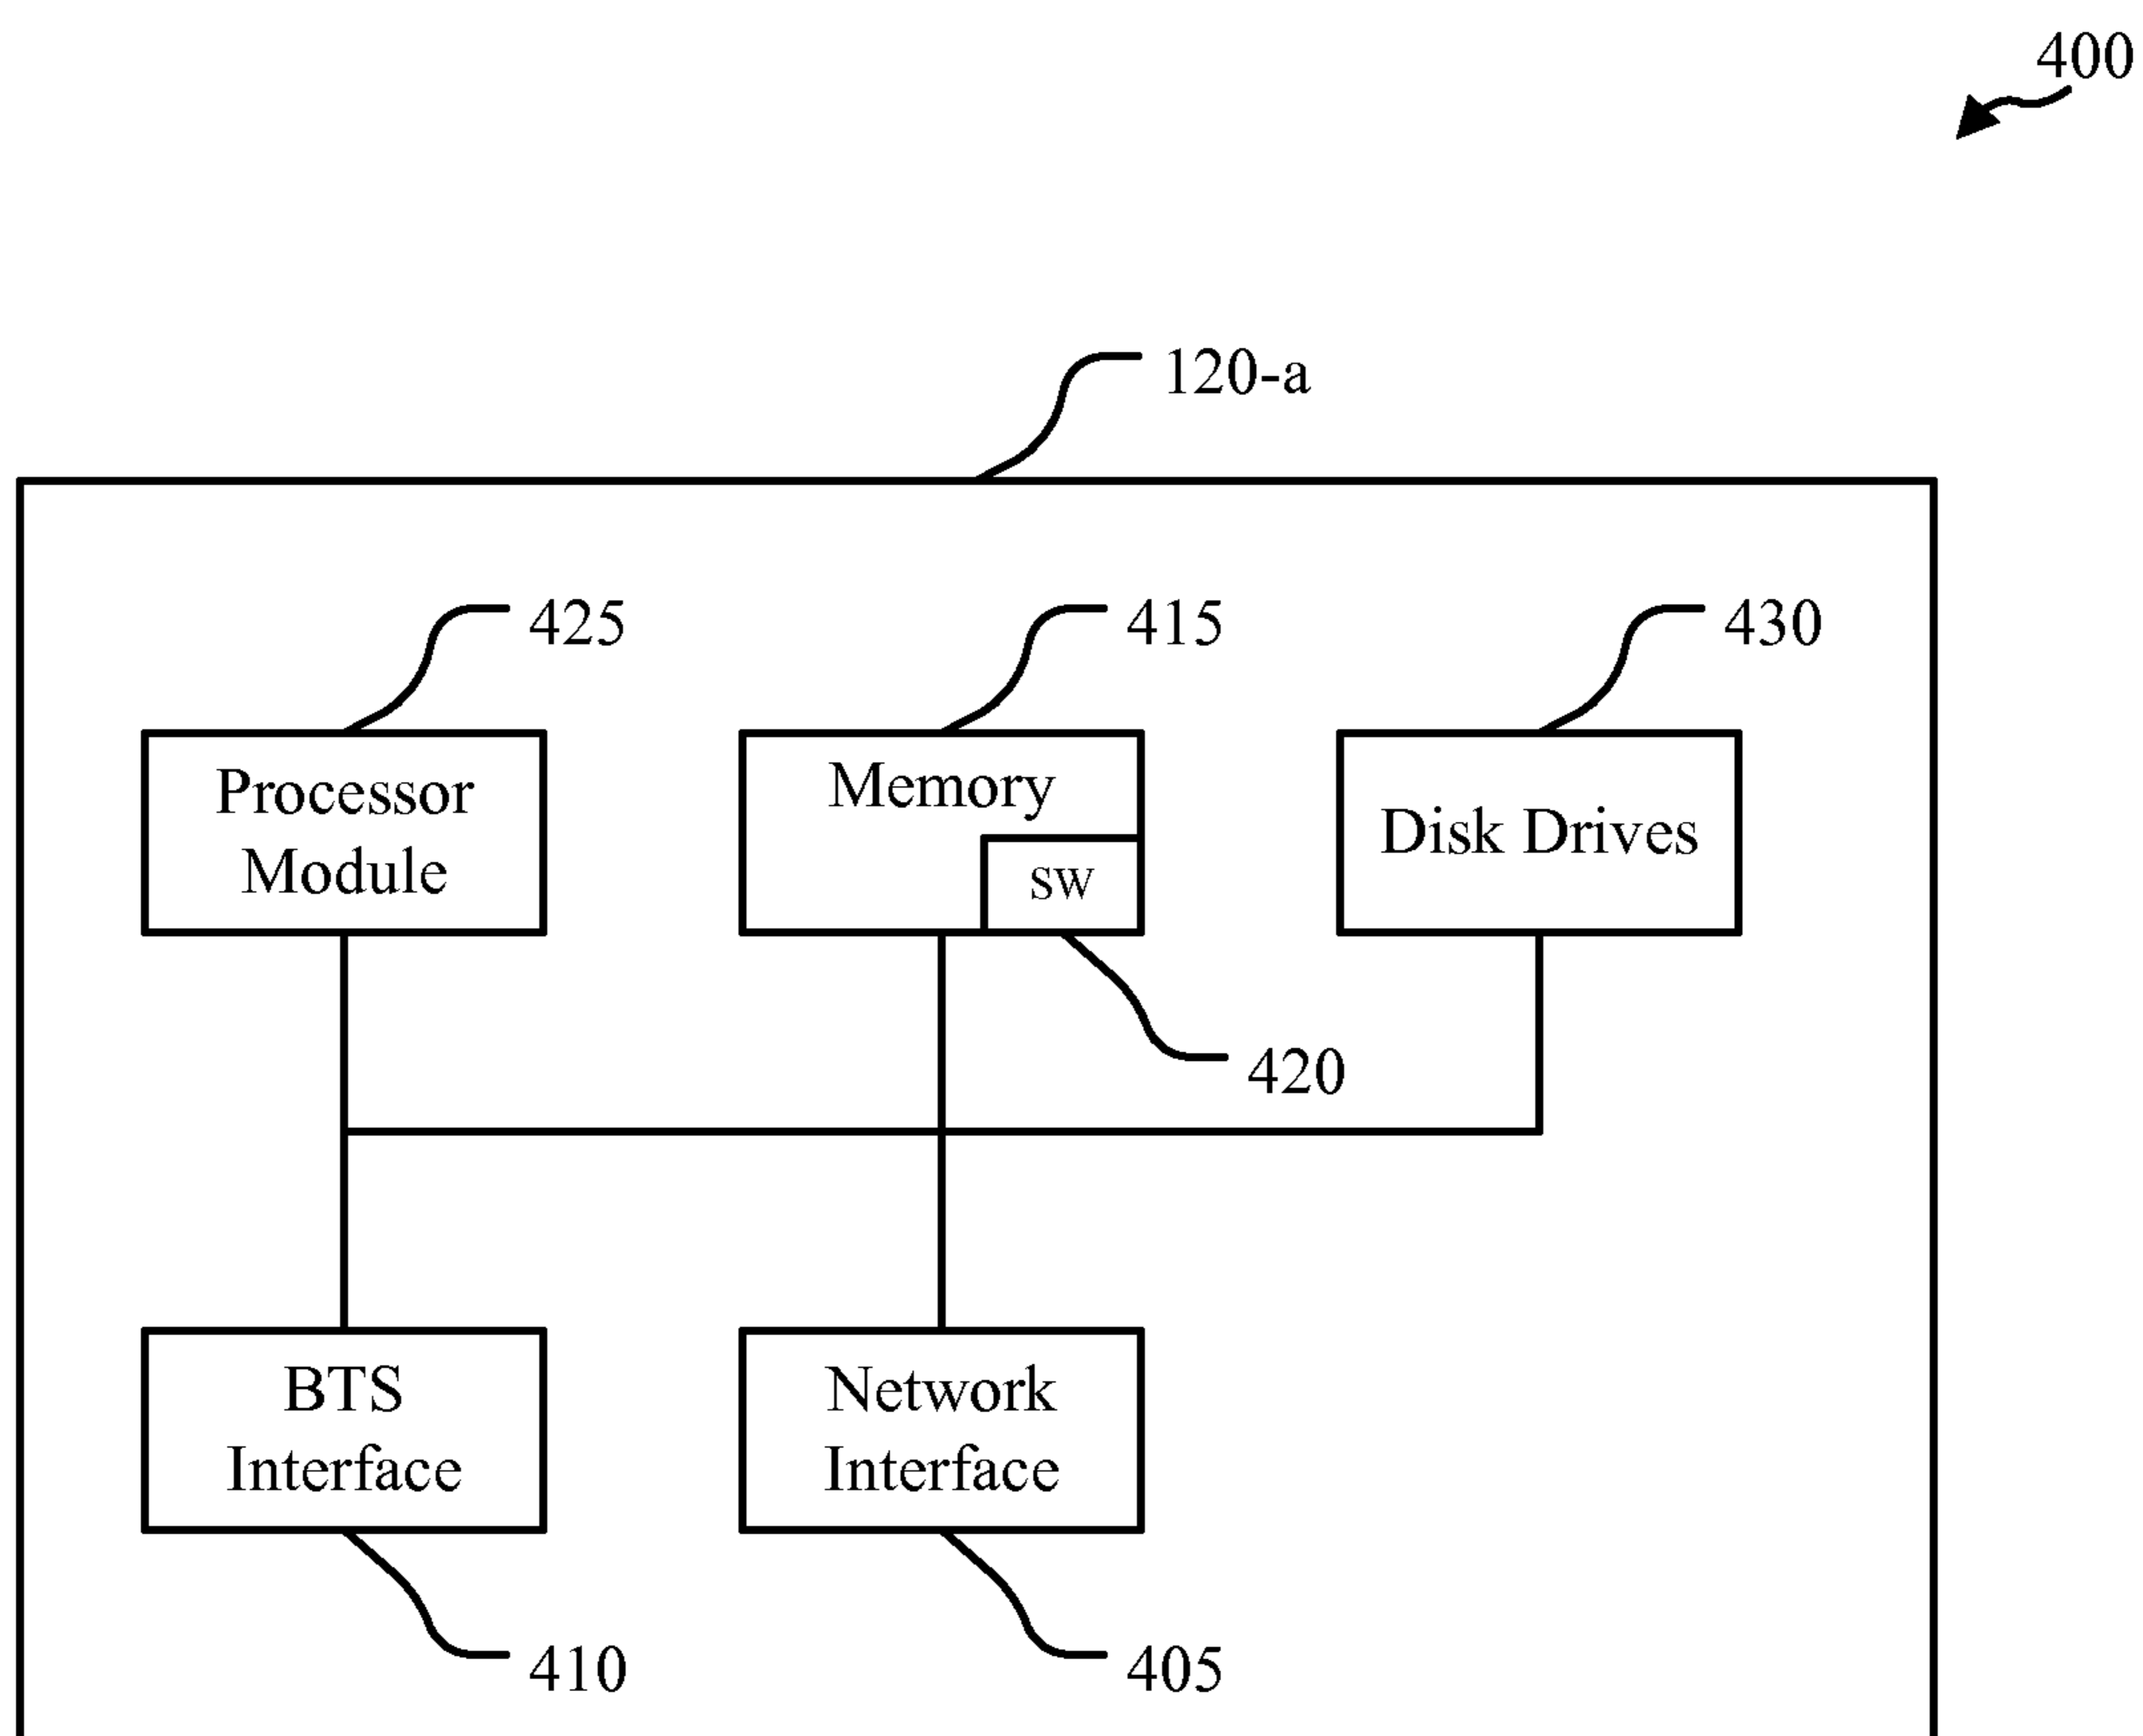 400
120-a
425
415
430
Processor
Module
Memory
sw
Disk Drives
420
BTS
Interface
Network
Interface
410
405